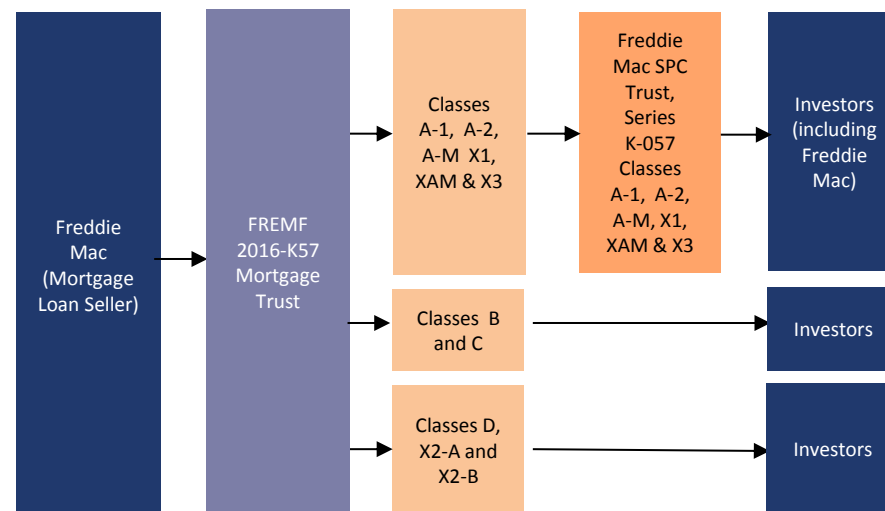 Freddie
Mac
(Mortgage
Loan Seller)
FREMF
2016-K57
Mortgage
Trust
Classes
A-1, A-2,
A-M X1,
XAM & X3
Freddie
Mac SPC
Trust,
Series
K-057
Classes
A-1, A-2,
A-M, X1,
XAM & X3
Investors
(including
Freddie
Mac)
Classes B
and C
Investors
Classes D,
X2-A and
X2-B
Investors